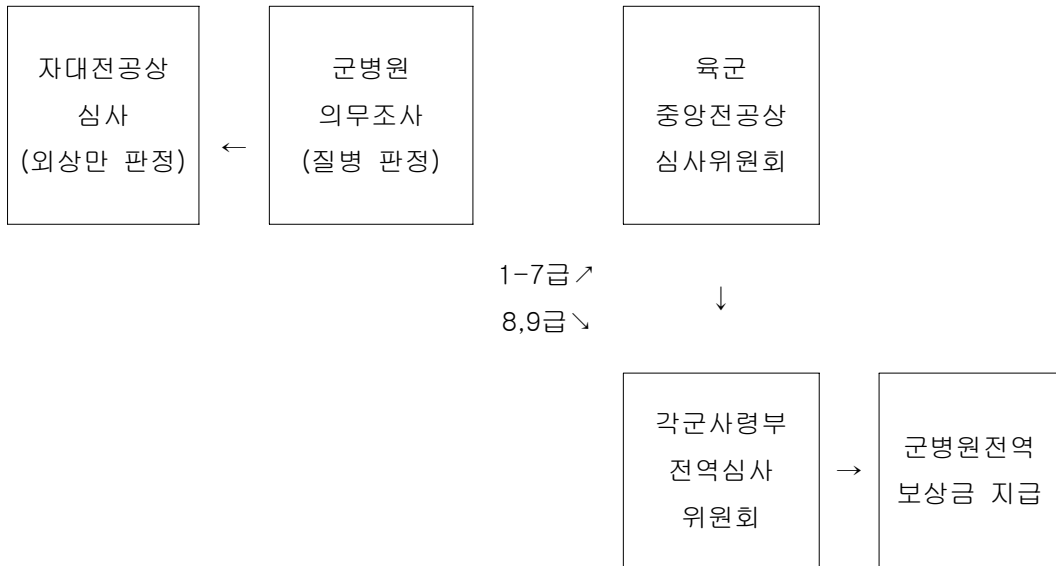 자대전공상
심사
(외상만 판정)
←
군병원
의무조사
(질병 판정)
육군
중앙전공상
심사위원회
1-7급↗
8,9급↘
↓
각군사령부
전역심사
위원회
→
군병원전역
보상금 지급